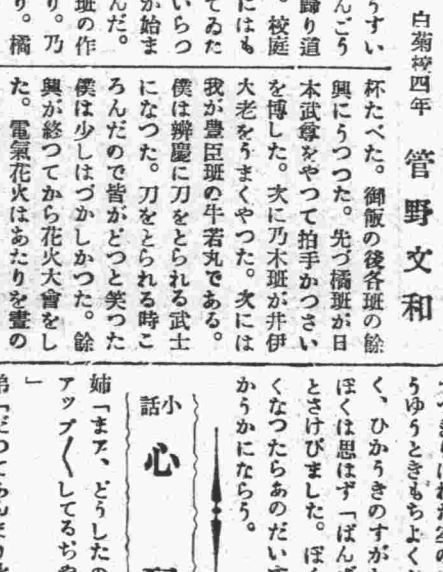 白菊校四年　菅野文和
うすい
んごう
歸り道
。校庭
にはも
てゐた
いらつ
が始ま
んだ。
班の作
り。乃
り。橘
杯たべた。御飯の後各班の餘
興にうつつた。先づ橘班が日
本武尊をやつて拍手かつさい
を博した。次に乃木班が井伊
大老をうまくやつた。次には
我が豊臣班の牛若丸である。
僕は辨慶に刀をとられる武士
になつた。刀をとられる時こ
ろんだので皆がどつと笑つた
僕は少しはづかしかつた。餘
興が終つてから花火大會をし
た。電氣花火はあたりを晝の
うゆうときもちよく
く、ひかうきのすが
ぼくは思はず「ばん
とさけびました。ぼく
くなつたらあのだい
かうかにならう。
小話
心
姉「まア、どうしたの
アップ〳〵してるぢや
」
弟「だつてあんまり